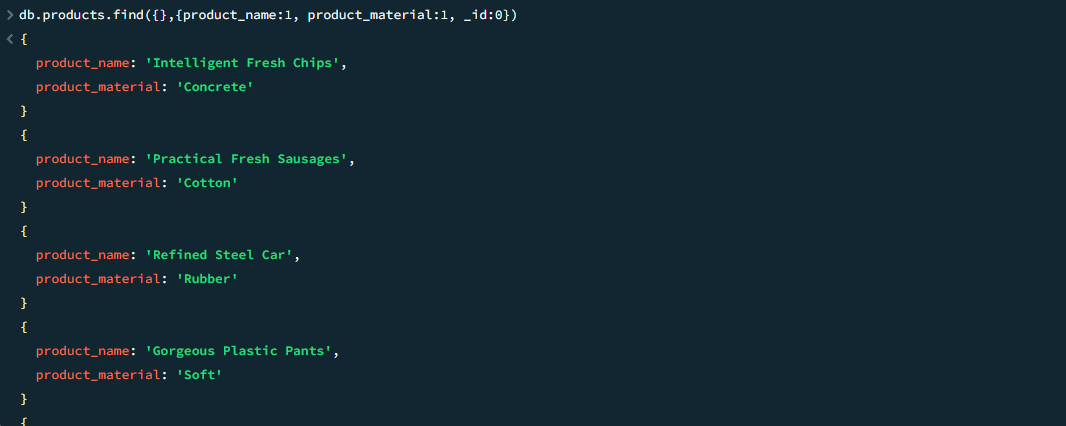 > db.products.find({},{product_name:1, product_material:1, _id:0})
< {
product_name: 'Intelligent Fresh Chips',
product_material: 'Concrete'
}
{
product_name: 'Practical Fresh Sausages',
product_material: 'Cotton'
}
{
product_name: 'Refined Steel Car',
product_material: 'Rubber'
}
{
product_name: 'Gorgeous Plastic Pants',
product_material: 'Soft'
}
{